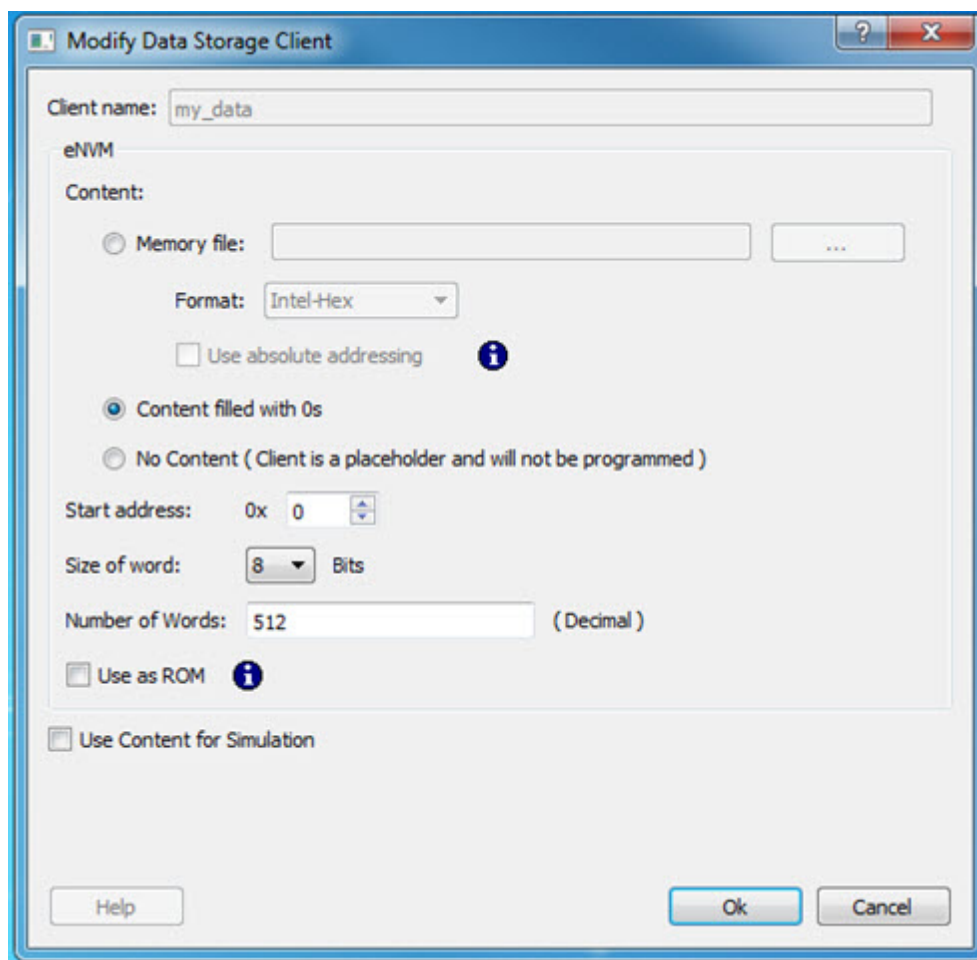 Modify Data Storage Client
Client name: my_data
eNVM
Content:
Memory file: ...
Format: Intel-Hex
Use absolute addressing
Content filled with 0s
No Content ( Client is a placeholder and will not be programmed )
Start address: 0x 0
Size of word: 8 Bits
Number of Words: 512 ( Decimal )
Use as ROM
Use Content for Simulation
Help Ok Cancel